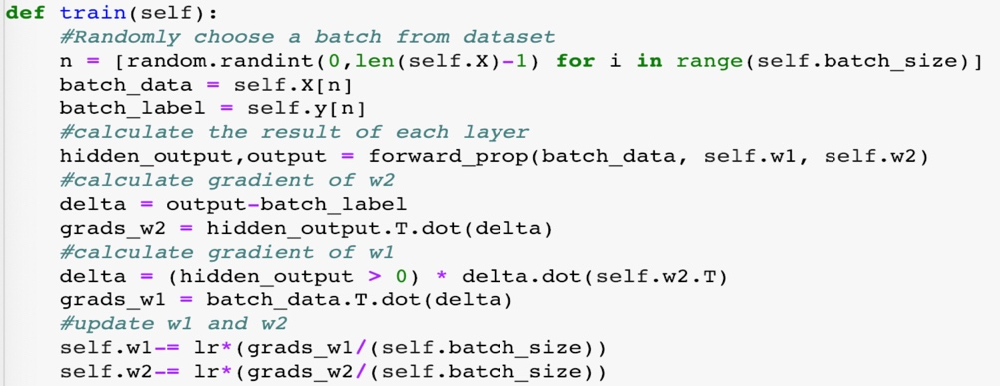 def train(self):
    #Randomly choose a batch from dataset
    n = [random.randint(0,len(self.X)-1) for i in range(self.batch_size)]
    batch_data = self.X[n]
    batch_label = self.y[n]
    #calculate the result of each layer
    hidden_output,output = forward_prop(batch_data, self.w1, self.w2)
    #calculate gradient of w2
    delta = output-batch_label
    grads_w2 = hidden_output.T.dot(delta)
    #calculate gradient of w1
    delta = (hidden_output > 0) * delta.dot(self.w2.T)
    grads_w1 = batch_data.T.dot(delta)
    #update w1 and w2
    self.w1-= lr*(grads_w1/(self.batch_size))
    self.w2-= lr*(grads_w2/(self.batch_size))